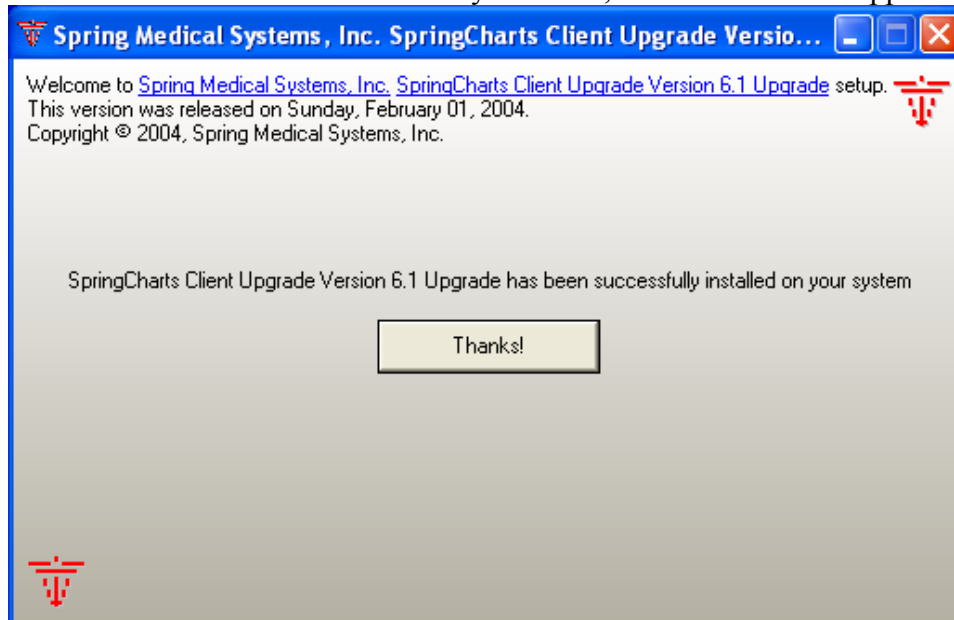 Spring Medical Systems, Inc. SpringCharts Client Upgrade Versio...
Welcome to Spring Medical Systems, Inc. SpringCharts Client Upgrade Version 6.1 Upgrade setup.
This version was released on Sunday, February 01, 2004.
Copyright © 2004, Spring Medical Systems, Inc.
SpringCharts Client Upgrade Version 6.1 Upgrade has been successfully installed on your system
Thanks!